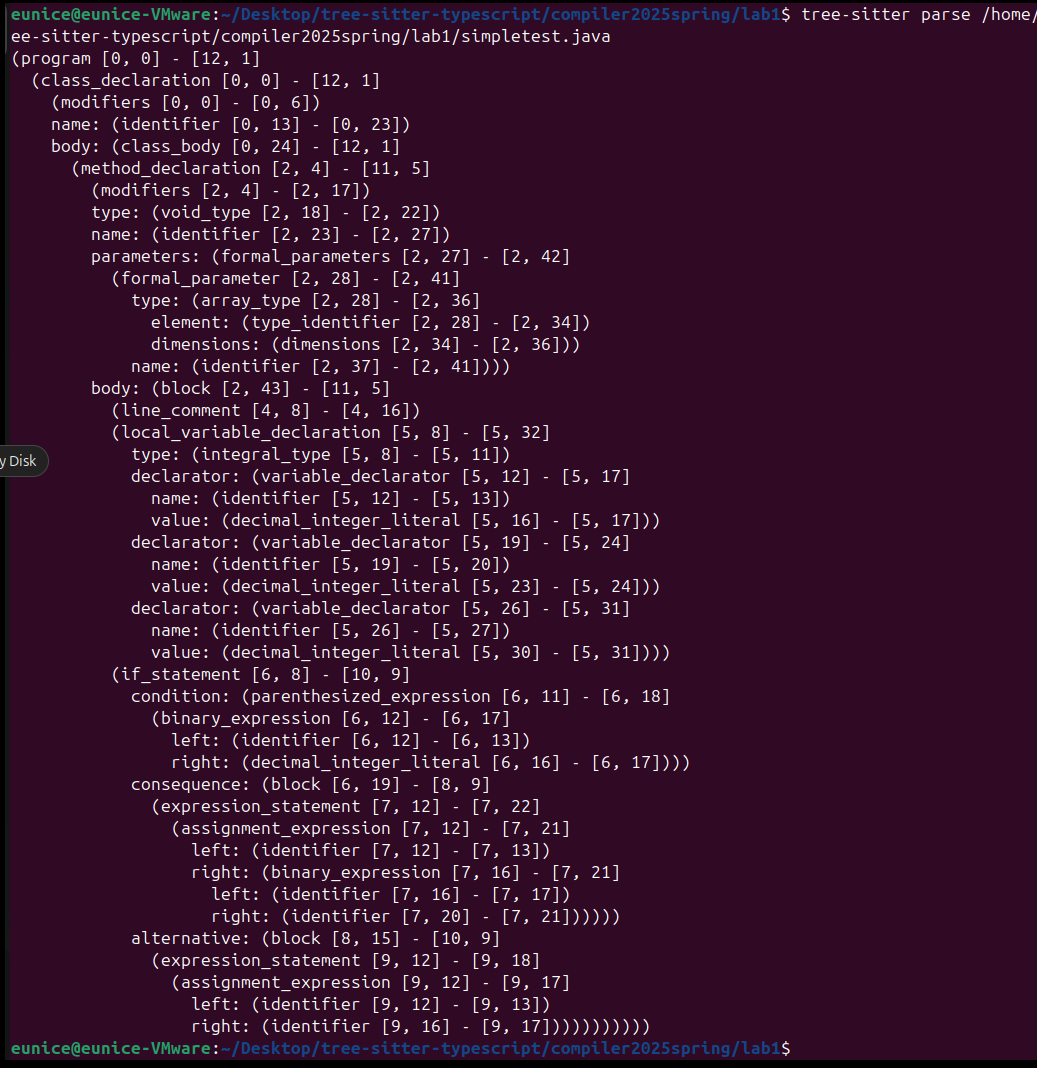 eunice@eunice-VMware:~/Desktop/tree-sitter-typescript/compiler2025spring/lab1$ tree-sitter parse /home/
ee-sitter-typescript/compiler2025spring/lab1/simpletest.java
(program [0, 0] - [12, 1]
  (class_declaration [0, 0] - [12, 1]
    (modifiers [0, 0] - [0, 6])
    name: (identifier [0, 13] - [0, 23])
    body: (class_body [0, 24] - [12, 1]
      (method_declaration [2, 4] - [11, 5]
        (modifiers [2, 4] - [2, 17])
        type: (void_type [2, 18] - [2, 22])
        name: (identifier [2, 23] - [2, 27])
        parameters: (formal_parameters [2, 27] - [2, 42]
          (formal_parameter [2, 28] - [2, 41]
            type: (array_type [2, 28] - [2, 36]
              element: (type_identifier [2, 28] - [2, 34])
              dimensions: (dimensions [2, 34] - [2, 36]))
            name: (identifier [2, 37] - [2, 41])))
        body: (block [2, 43] - [11, 5]
          (line_comment [4, 8] - [4, 16])
          (local_variable_declaration [5, 8] - [5, 32]
y Disk
            type: (integral_type [5, 8] - [5, 11])
            declarator: (variable_declarator [5, 12] - [5, 17]
              name: (identifier [5, 12] - [5, 13])
              value: (decimal_integer_literal [5, 16] - [5, 17]))
            declarator: (variable_declarator [5, 19] - [5, 24]
              name: (identifier [5, 19] - [5, 20])
              value: (decimal_integer_literal [5, 23] - [5, 24]))
            declarator: (variable_declarator [5, 26] - [5, 31]
              name: (identifier [5, 26] - [5, 27])
              value: (decimal_integer_literal [5, 30] - [5, 31])))
          (if_statement [6, 8] - [10, 9]
            condition: (parenthesized_expression [6, 11] - [6, 18]
              (binary_expression [6, 12] - [6, 17]
                left: (identifier [6, 12] - [6, 13])
                right: (decimal_integer_literal [6, 16] - [6, 17])))
            consequence: (block [6, 19] - [8, 9]
              (expression_statement [7, 12] - [7, 22]
                (assignment_expression [7, 12] - [7, 21]
                  left: (identifier [7, 12] - [7, 13])
                  right: (binary_expression [7, 16] - [7, 21]
                    left: (identifier [7, 16] - [7, 17])
                    right: (identifier [7, 20] - [7, 21])))))
            alternative: (block [8, 15] - [10, 9]
              (expression_statement [9, 12] - [9, 18]
                (assignment_expression [9, 12] - [9, 17]
                  left: (identifier [9, 12] - [9, 13])
                  right: (identifier [9, 16] - [9, 17]))))))))))
eunice@eunice-VMware:~/Desktop/tree-sitter-typescript/compiler2025spring/lab1$